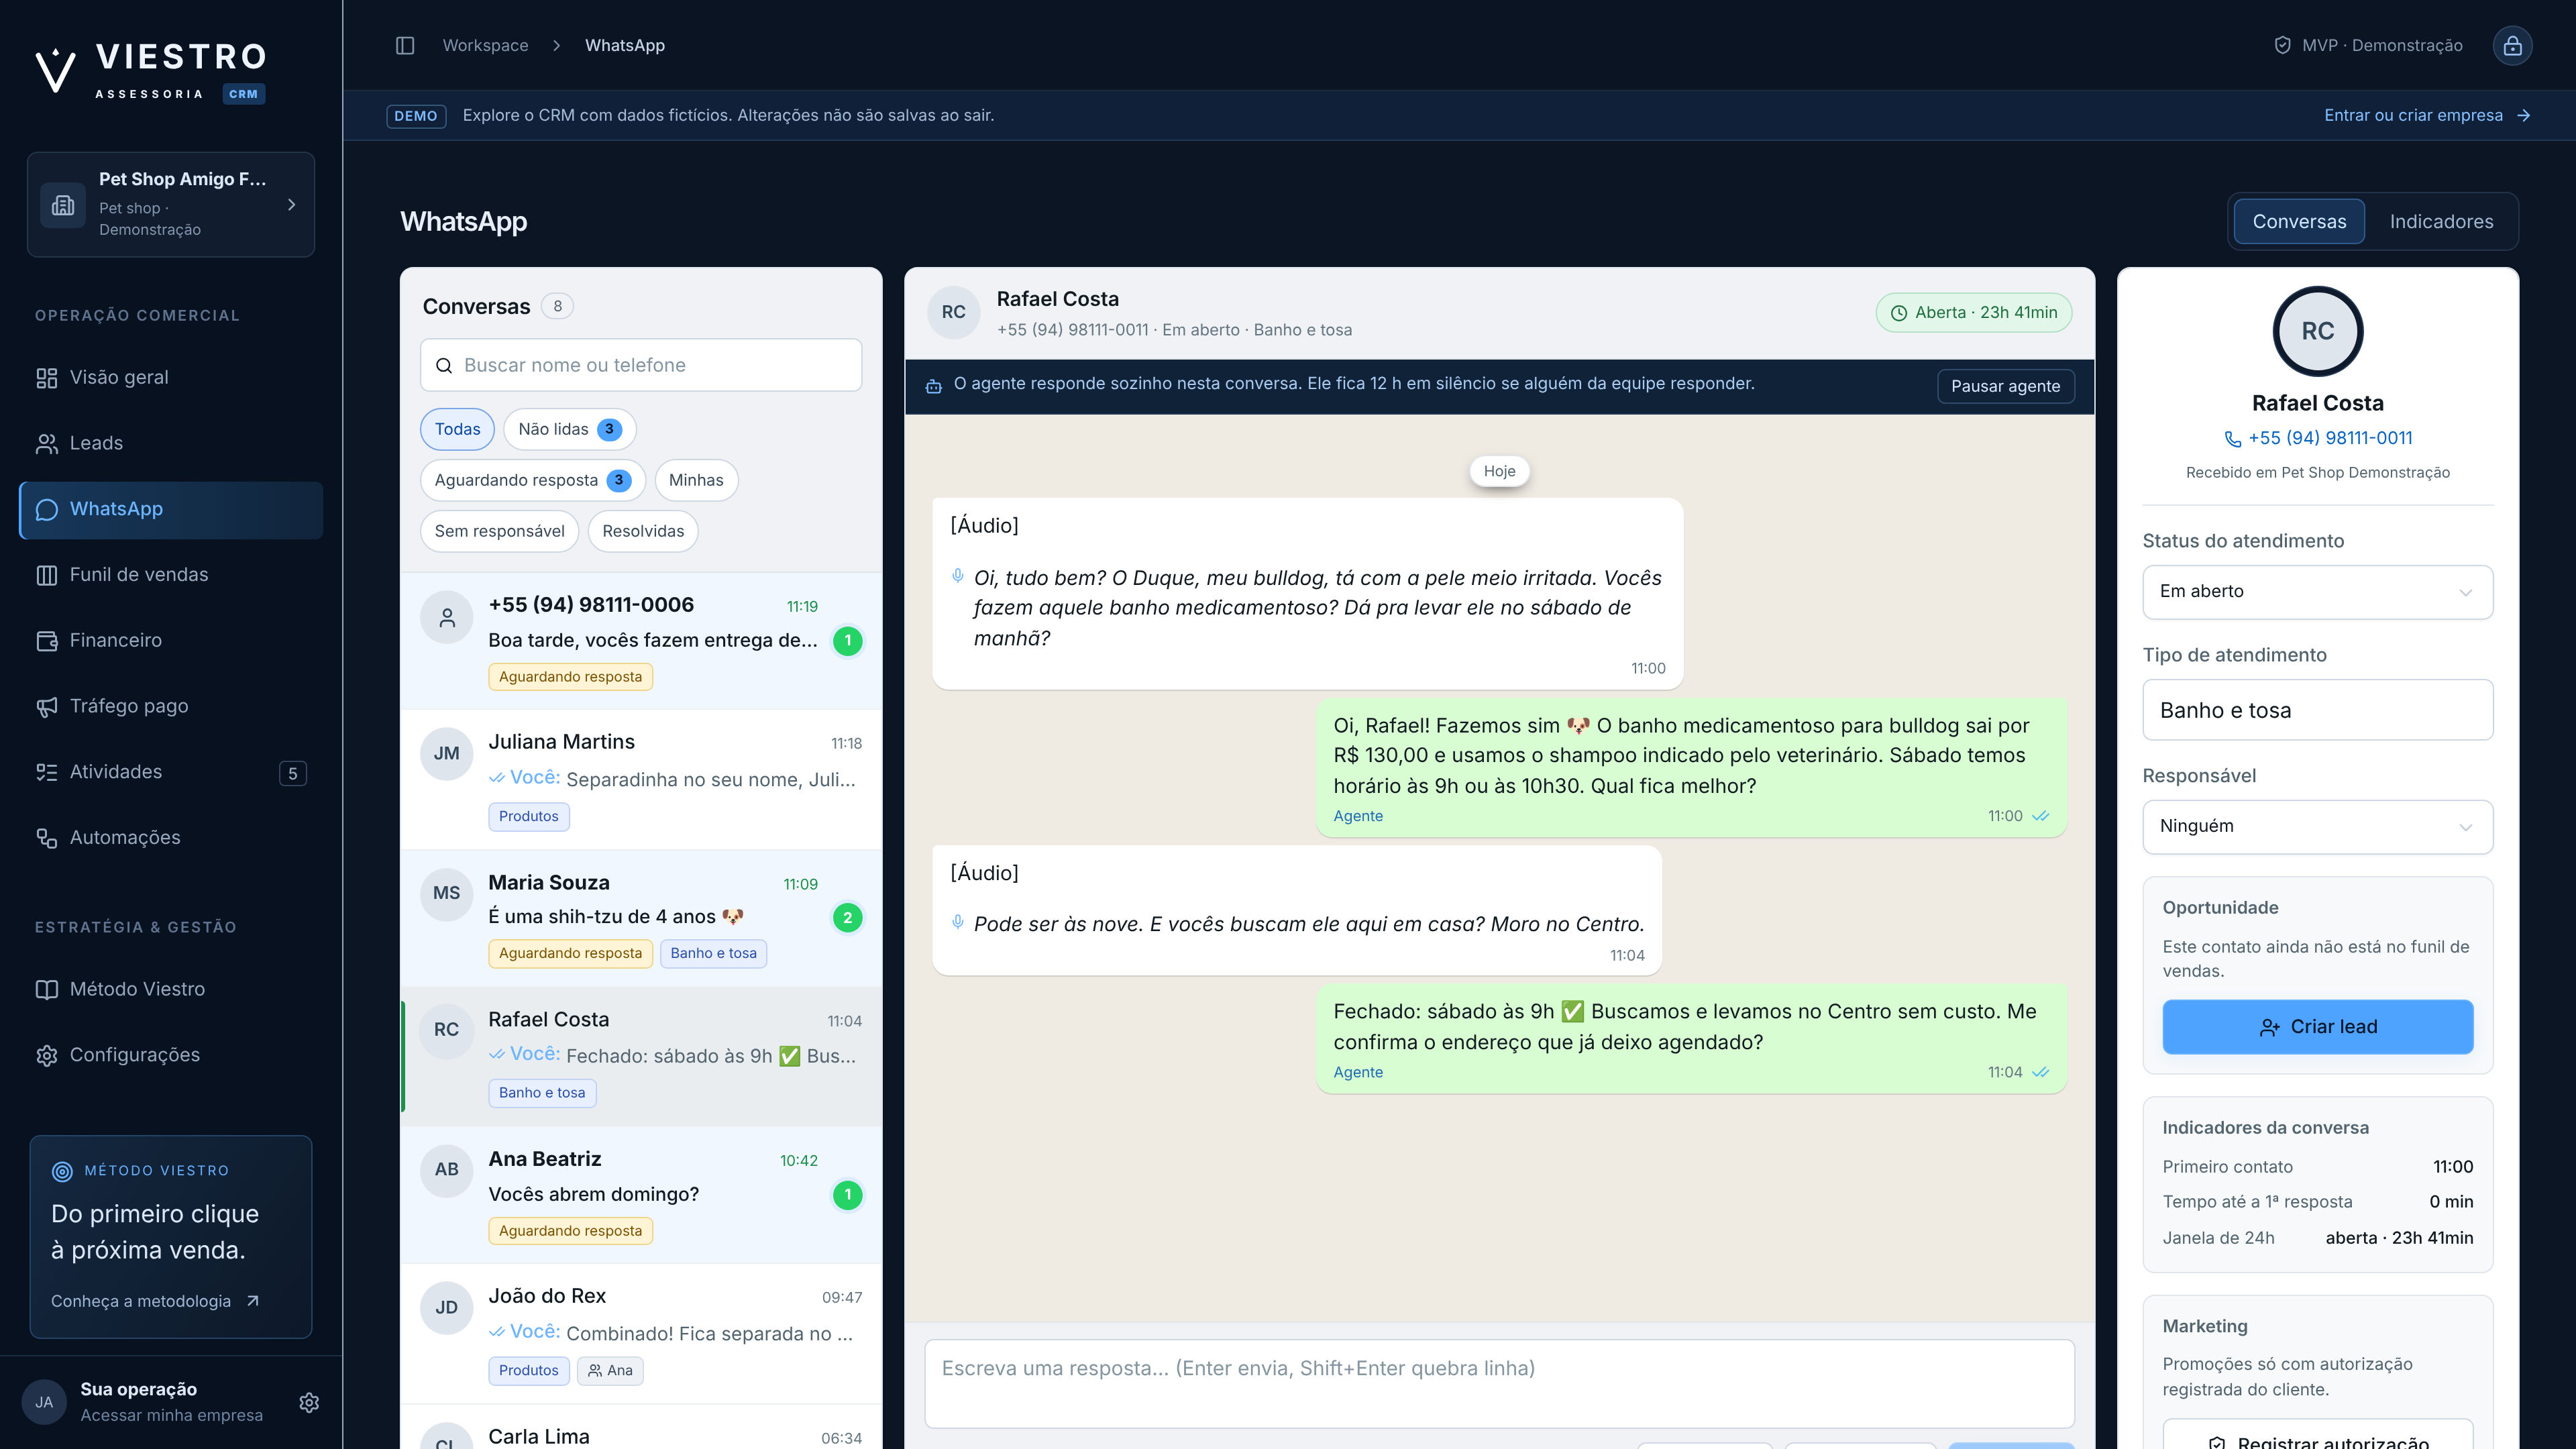 VIESTRO
ASSESSORIA CRM
Pet Shop Amigo F...
Pet shop ·
Demonstração
OPERAÇÃO COMERCIAL
Visão geral
Leads
WhatsApp
Funil de vendas
Financeiro
Tráfego pago
Atividades 5
Automações
ESTRATÉGIA & GESTÃO
Método Viestro
Configurações
MÉTODO VIESTRO
Do primeiro clique
à próxima venda.
Conheça a metodologia
JA
Sua operação
Acessar minha empresa
Workspace WhatsApp
MVP · Demonstração
DEMO Explore o CRM com dados fictícios. Alterações não são salvas ao sair.
Entrar ou criar empresa
WhatsApp
Conversas Indicadores
Conversas 8
Buscar nome ou telefone
Todas Não lidas 3
Aguardando resposta 3 Minhas
Sem responsável Resolvidas
+55 (94) 98111-0006 11:19
Boa tarde, vocês fazem entrega de... 1
Aguardando resposta
JM Juliana Martins 11:18
Você: Separadinha no seu nome, Juli...
Produtos
MS Maria Souza 11:09
É uma shih-tzu de 4 anos 🐶 2
Aguardando resposta Banho e tosa
RC Rafael Costa 11:04
Você: Fechado: sábado às 9h ✅ Bus...
Banho e tosa
AB Ana Beatriz 10:42
Vocês abrem domingo? 1
Aguardando resposta
JD João do Rex 09:47
Você: Combinado! Fica separada no ...
Produtos Ana
CL Carla Lima 06:34
RC Rafael Costa
+55 (94) 98111-0011 · Em aberto · Banho e tosa
Aberta · 23h 41min
O agente responde sozinho nesta conversa. Ele fica 12 h em silêncio se alguém da equipe responder.
Pausar agente
Hoje
[Áudio]
Oi, tudo bem? O Duque, meu bulldog, tá com a pele meio irritada. Vocês
fazem aquele banho medicamentoso? Dá pra levar ele no sábado de
manhã?
11:00
Oi, Rafael! Fazemos sim 🐶 O banho medicamentoso para bulldog sai por
R$ 130,00 e usamos o shampoo indicado pelo veterinário. Sábado temos
horário às 9h ou às 10h30. Qual fica melhor?
Agente 11:00
[Áudio]
Pode ser às nove. E vocês buscam ele aqui em casa? Moro no Centro.
11:04
Fechado: sábado às 9h ✅ Buscamos e levamos no Centro sem custo. Me
confirma o endereço que já deixo agendado?
Agente 11:04
Escreva uma resposta... (Enter envia, Shift+Enter quebra linha)
RC
Rafael Costa
+55 (94) 98111-0011
Recebido em Pet Shop Demonstração
Status do atendimento
Em aberto
Tipo de atendimento
Banho e tosa
Responsável
Ninguém
Oportunidade
Este contato ainda não está no funil de
vendas.
Criar lead
Indicadores da conversa
Primeiro contato 11:00
Tempo até a 1ª resposta 0 min
Janela de 24h aberta · 23h 41min
Marketing
Promoções só com autorização
registrada do cliente.
Registrar autorização